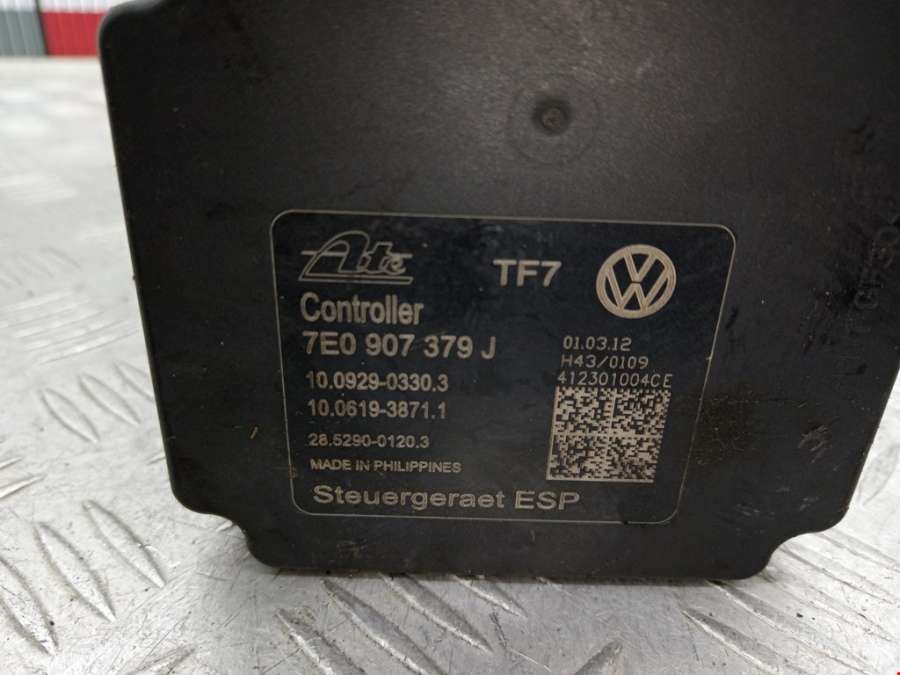 Ate
TF7
Controller
7E0 907 379 J
01.03.12
H43/0109
412301004CE
10.0929-0330.3
10.0619-3871.1
28.5290-0120.3
MADE IN PHILIPPINES
Steuergeraet ESP